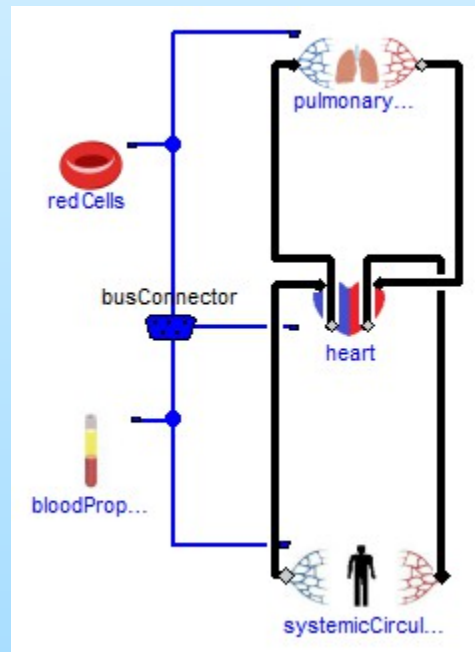 pulmonary...
redCells
busConnector
heart
bloodProp...
systemicCircul...